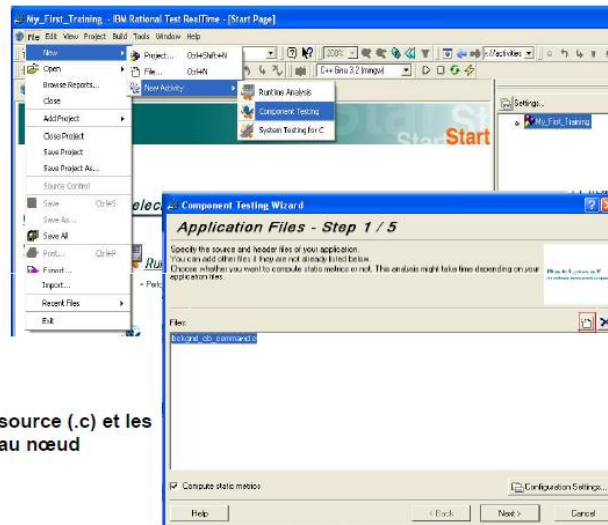 My_First_Training - IBM Rational Test RealTime - [Start Page]
File Edit View Project Build Tools Window Help
New
Project... Ctrl+Shift+N
200%
Open
File... Ctrl+N
C++ Gnu 3.2 (mingw)
Browse Reports...
New Activity
Runtime Analysis
Settings...
Close
Component Testing
My_First_Training
Add Project
System Testing for C
Start
Close Project
Save Project
Save Project As...
Source Control
Save Ctrl+S
Save As...
Save All
Print... Ctrl+P
Export...
Import...
Recent Files
Exit
Component Testing Wizard
Application Files - Step 1 / 5
Specify the source and header files of your application.
You can add other files if they are not already listed below.
Choose whether you want to compute static metrics or not. This analysis might take time depending on your
application files.
Files:
source (.c) et les
au nœud
Compute static metrics
Configuration Settings...
Help
< Back
Next >
Cancel